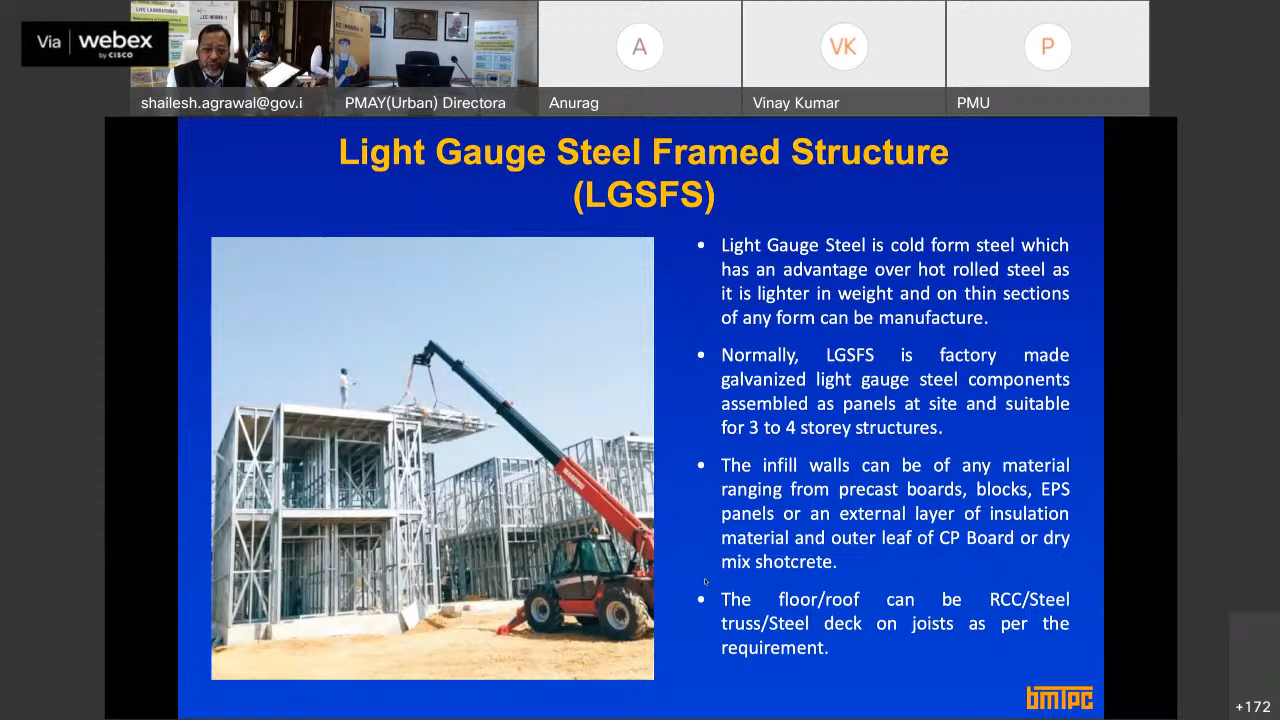 Via webex
by CISCO
LIVE LABORATORIES
shailesh.agrawal@gov.i
PMAY(Urban) Directora
A
Anurag
VK
Vinay Kumar
P
PMU
Light Gauge Steel Framed Structure
(LGSFS)
• Light Gauge Steel is cold form steel which
has an advantage over hot rolled steel as
it is lighter in weight and on thin sections
of any form can be manufacture.
• Normally, LGSFS is factory made
galvanized light gauge steel components
assembled as panels at site and suitable
for 3 to 4 storey structures.
• The infill walls can be of any material
ranging from precast boards, blocks, EPS
panels or an external layer of insulation
material and outer leaf of CP Board or dry
mix shotcrete.
• The floor/roof can be RCC/Steel
truss/Steel deck on joists as per the
requirement.
MANITOU
bmtpc
+172